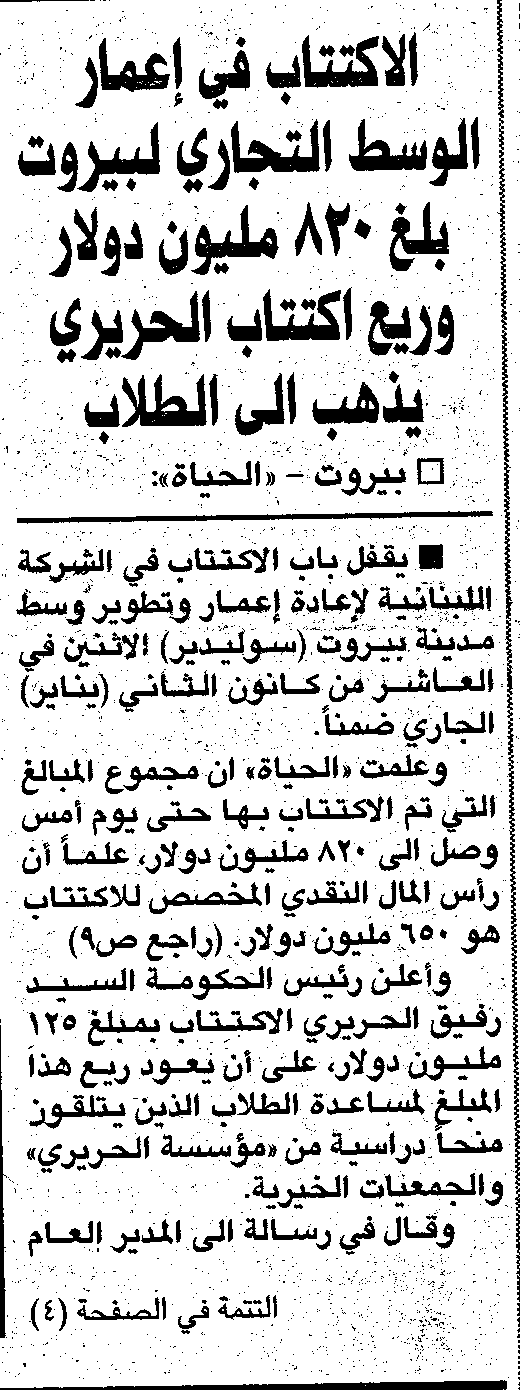 الاكتتاب في إعمار
الوسط التجاري لبيروت
بلغ ٨٢٠ مليون دولار
وريع اكتتاب الحريري
يذهب الى الطلاب
□ بيروت – «الحياة»:
■ يقفل باب الاكتتاب في الشركة
اللبنانية لإعادة إعمار وتطوير وسط
مدينة بيروت (سوليدير) الاثنين في
العاشر من كانون الثاني (يناير)
الجاري ضمناً.
وعلمت «الحياة» ان مجموع المبالغ
التي تم الاكتتاب بها حتى يوم أمس
وصل الى ٨٢٠ مليون دولار، علماً أن
رأس المال النقدي المخصص للاكتتاب
هو ٦٥٠ مليون دولار. (راجع ص٩)
وأعلن رئيس الحكومة السيد
رفيق الحريري الاكتتاب بمبلغ ١٢٥
مليون دولار، على أن يعود ريع هذا
المبلغ لمساعدة الطلاب الذين يتلقون
منحاً دراسية من «مؤسسة الحريري»
والجمعيات الخيرية.
وقال في رسالة الى المدير العام
التتمة في الصفحة (٤)